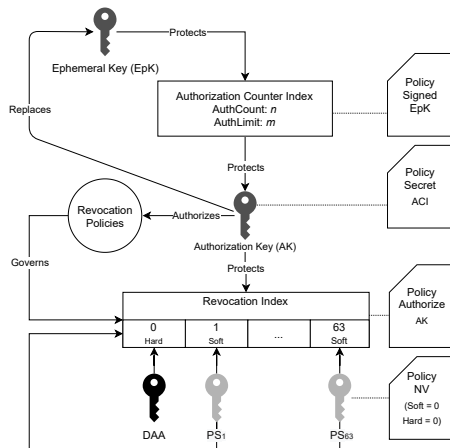 Protects
Ephemeral Key (EpK)
Replaces
Authorization Counter Index
AuthCount: n
AuthLimit: m
Policy
Signed
EpK
Protects
Policy
Secret
ACI
Revocation
Policies
Authorizes
Authorization Key (AK)
Governs
Protects
Policy
Authorize
AK
Revocation Index
0
Hard
1
Soft
...
63
Soft
Policy
NV
(Soft = 0
Hard = 0)
DAA
PS1
PS63